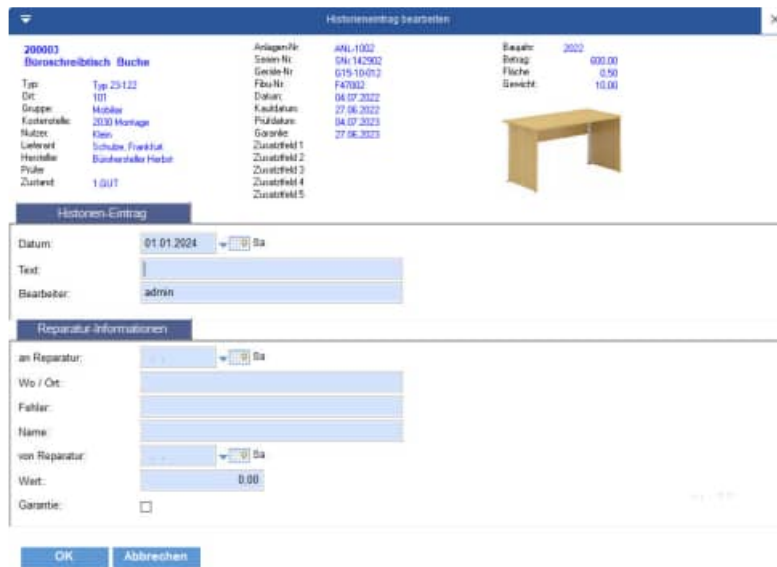 Historieneintrag bearbeiten
200003
Büroschreibtisch Buche
Typ: Typ 23-122
Ort: 101
Gruppe: Mobiliar
Kostenstelle: 2030 Montage
Nutzer: Klein
Lieferant Schulze, Frankfurt
Hersteller Bürohersteller Herbst
Prüfer
Zustand: 1 GUT
Anlagen-Nr. ANL-1002
Serien-Nr. SNr.142902
Geräte-Nr G15-10-012
Fibu-Nr. F47002
Datum: 04.07.2022
Kaufdatum: 27.06.2022
Prüfdatum: 04.07.2023
Garantie: 27.06.2023
Zusatzfeld 1
Zusatzfeld 2
Zusatzfeld 3
Zusatzfeld 4
Zusatzfeld 5
Baujahr: 2022
Betrag: 600,00
Fläche 0,50
Gewicht: 10,00
Historien-Eintrag
Datum: 01.01.2024 Sa
Text:
Bearbeiter: admin
Reparatur-Informationen
an Reparatur: . . Sa
Wo / Ort:
Fehler:
Name:
von Reparatur: . . Sa
Wert: 0.00
Garantie:
OK Abbrechen